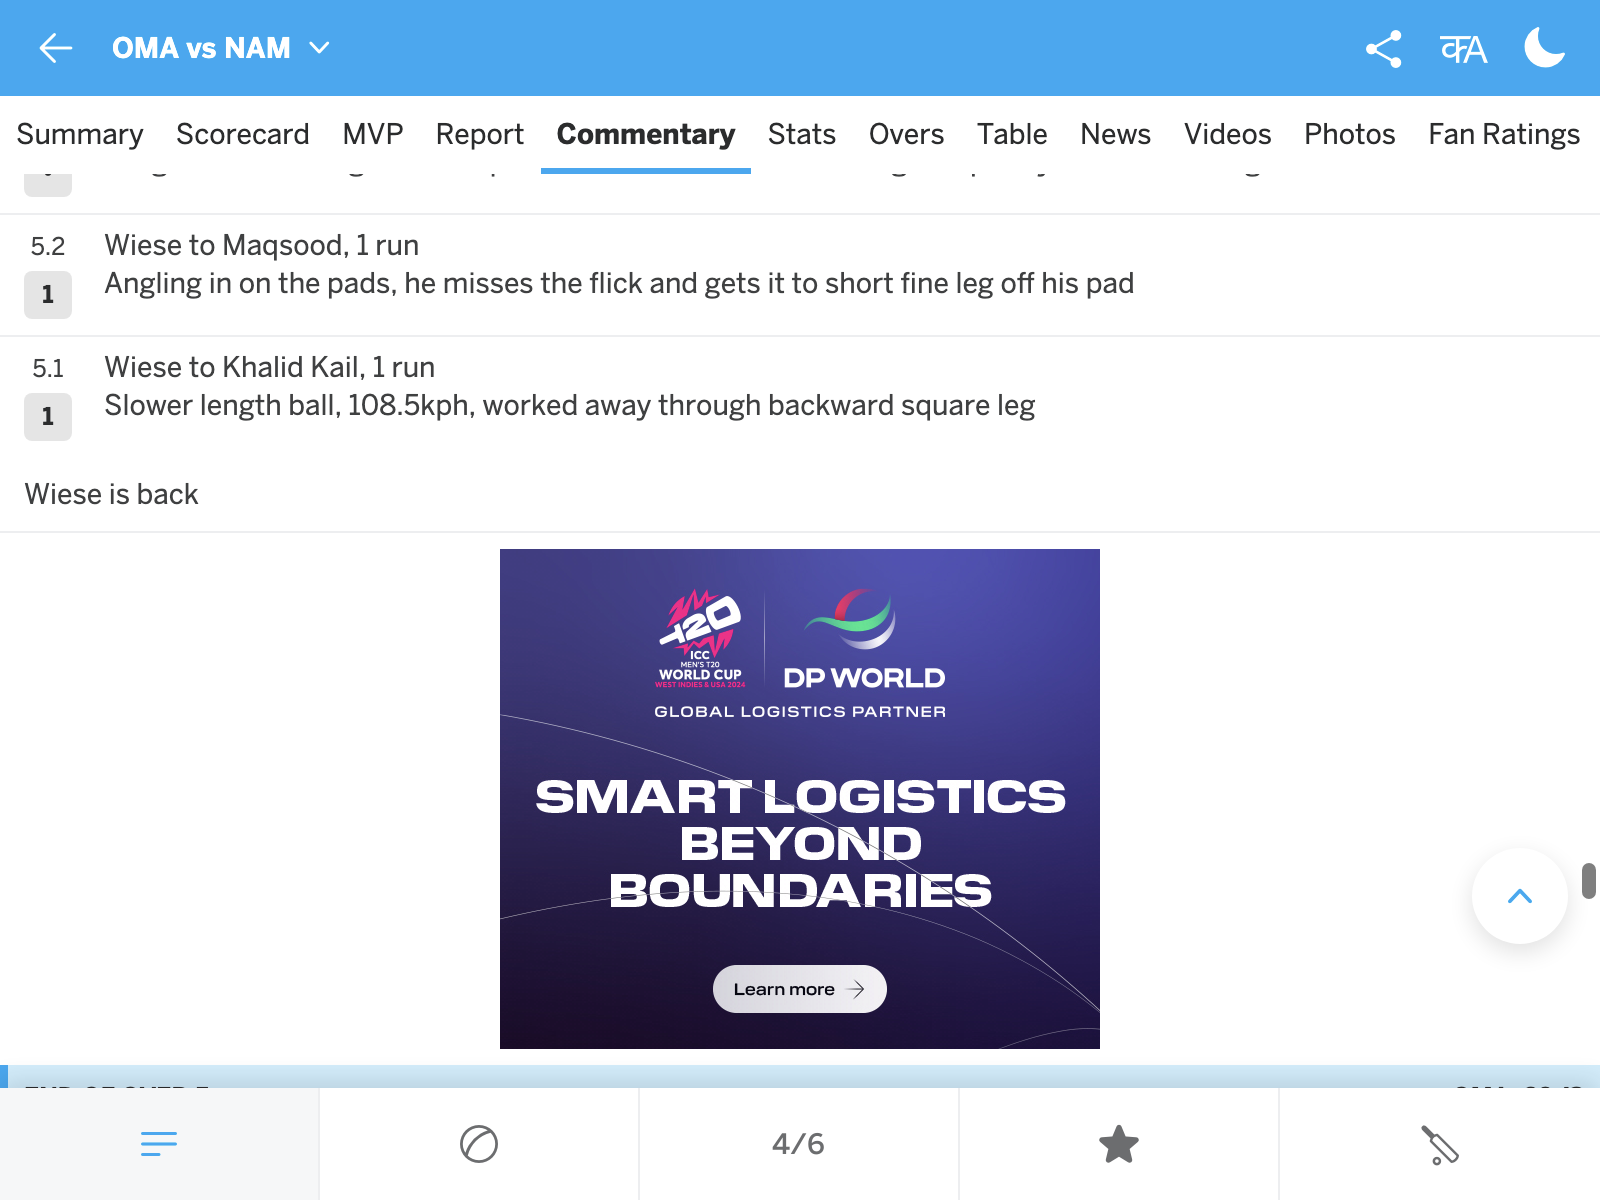 OMA vs NAM
Summary Scorecard MVP Report Commentary Stats Overs Table News Videos Photos Fan Ratings
5.2 Wiese to Maqsood, 1 run
1 Angling in on the pads, he misses the flick and gets it to short fine leg off his pad
5.1 Wiese to Khalid Kail, 1 run
1 Slower length ball, 108.5kph, worked away through backward square leg
Wiese is back
T20
ICC
MEN'S T20
WORLD CUP
WEST INDIES & USA 2024
DP WORLD
GLOBAL LOGISTICS PARTNER
SMART LOGISTICS
BEYOND
BOUNDARIES
Learn more
4/6